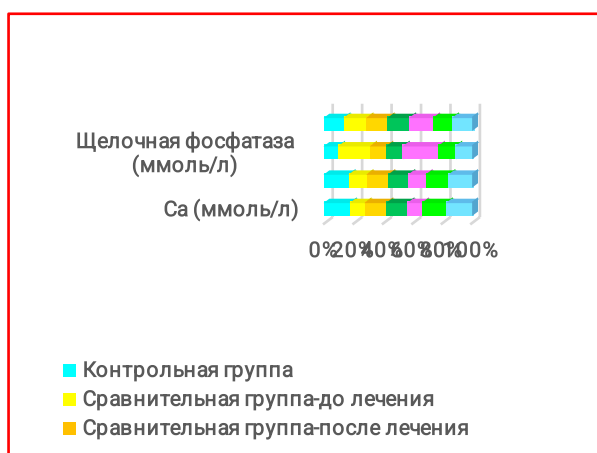 Щелочная фосфатаза
(ммоль/л)
Са (ммоль/л)
0% 20% 40% 60% 80% 100%
Контрольная группа
Сравнительная группа-до лечения
Сравнительная группа-после лечения